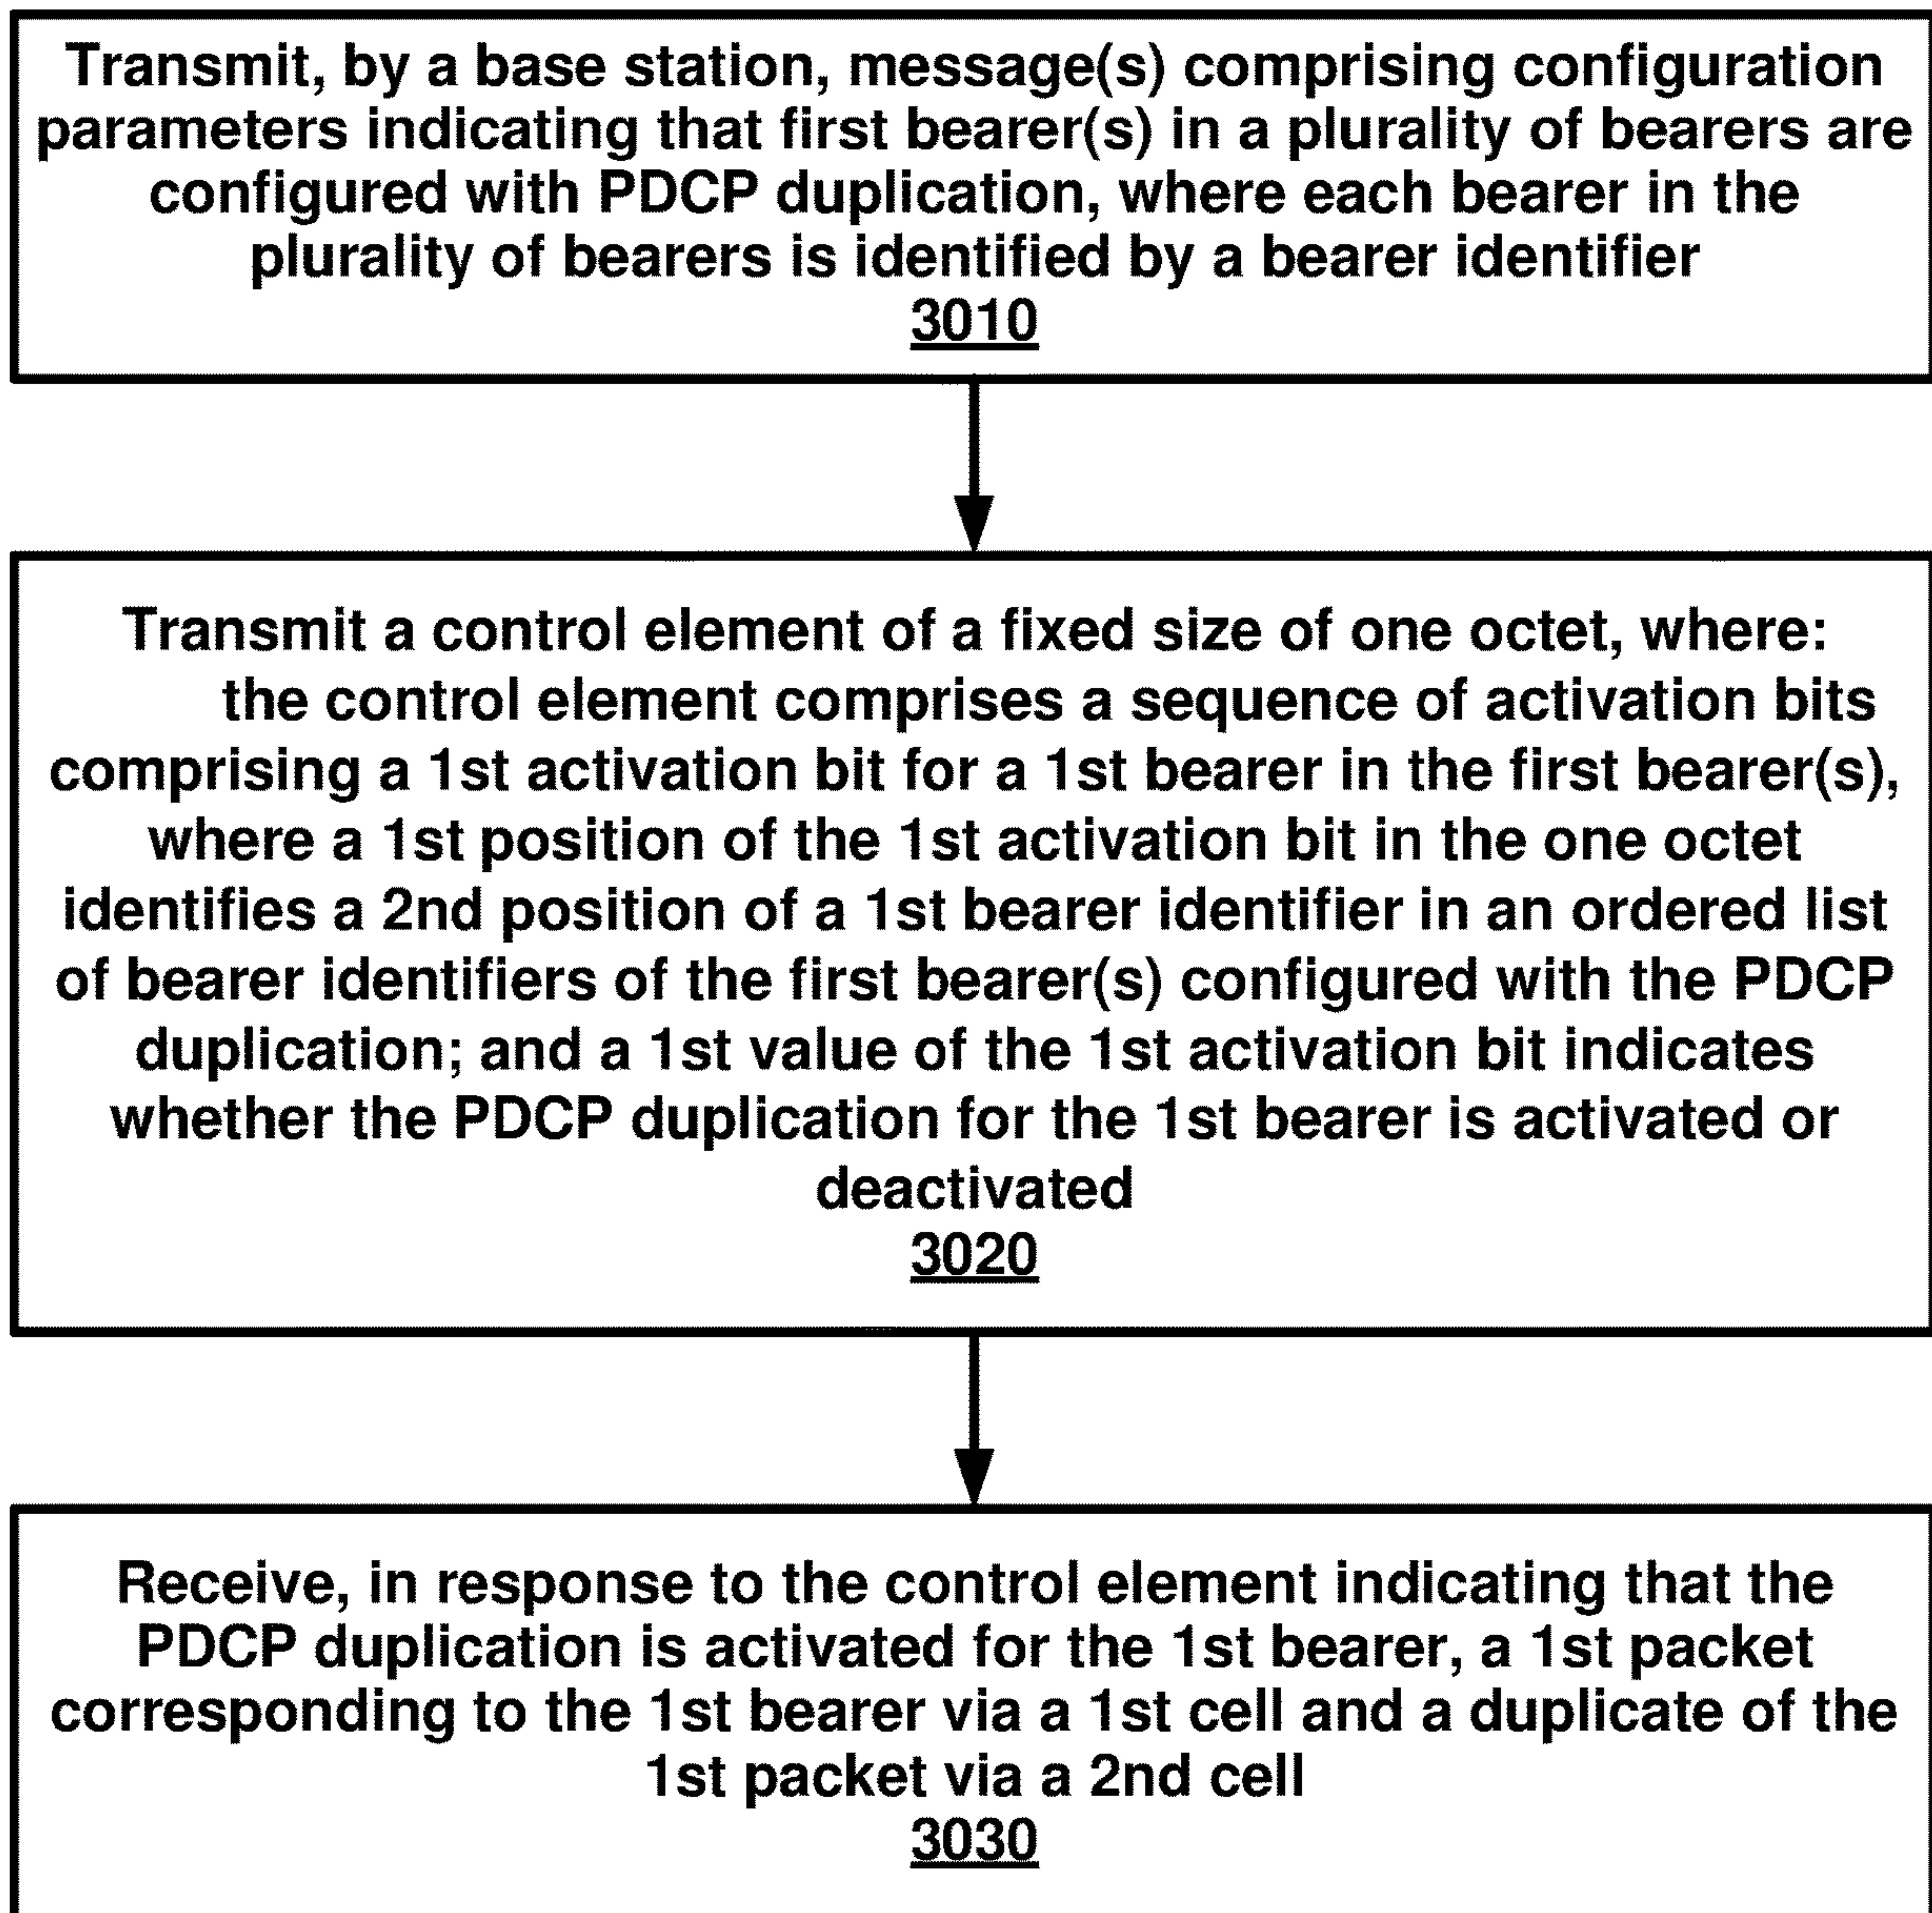 Transmit, by a base station, message(s) comprising configuration
parameters indicating that first bearer(s) in a plurality of bearers are
configured with PDCP duplication, where each bearer in the
plurality of bearers is identified by a bearer identifier
3010
Transmit a control element of a fixed size of one octet, where:
the control element comprises a sequence of activation bits
comprising a 1st activation bit for a 1st bearer in the first bearer(s),
where a 1st position of the 1st activation bit in the one octet
identifies a 2nd position of a 1st bearer identifier in an ordered list
of bearer identifiers of the first bearer(s) configured with the PDCP
duplication; and a 1st value of the 1st activation bit indicates
whether the PDCP duplication for the 1st bearer is activated or
deactivated
3020
Receive, in response to the control element indicating that the
PDCP duplication is activated for the 1st bearer, a 1st packet
corresponding to the 1st bearer via a 1st cell and a duplicate of the
1st packet via a 2nd cell
3030